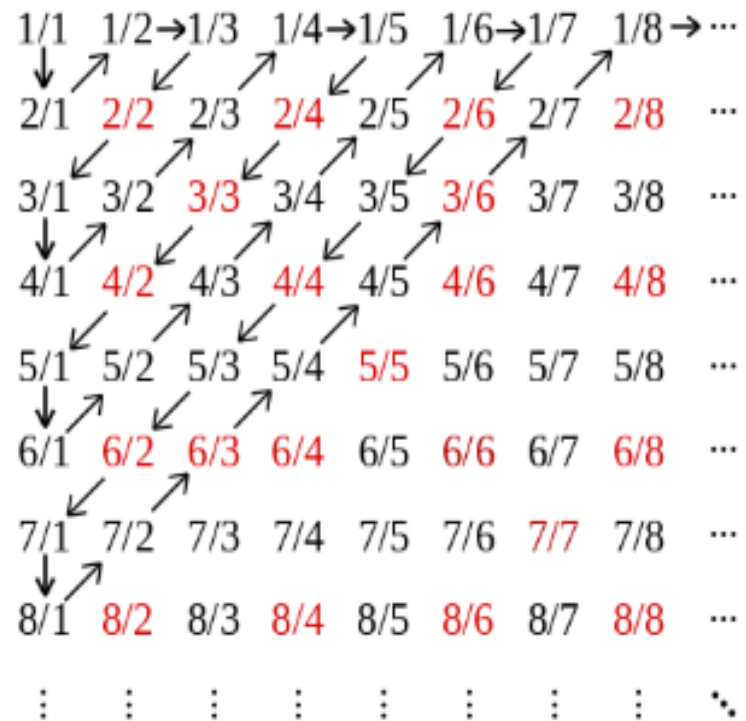 1/1 1/2→1/3 1/4→1/5 1/6→1/7 1/8→ ···
2/1 2/2 2/3 2/4 2/5 2/6 2/7 2/8 ···
3/1 3/2 3/3 3/4 3/5 3/6 3/7 3/8 ···
4/1 4/2 4/3 4/4 4/5 4/6 4/7 4/8 ···
5/1 5/2 5/3 5/4 5/5 5/6 5/7 5/8 ···
6/1 6/2 6/3 6/4 6/5 6/6 6/7 6/8 ···
7/1 7/2 7/3 7/4 7/5 7/6 7/7 7/8 ···
8/1 8/2 8/3 8/4 8/5 8/6 8/7 8/8 ···
⋮ ⋮ ⋮ ⋮ ⋮ ⋮ ⋮ ⋮ ⋱